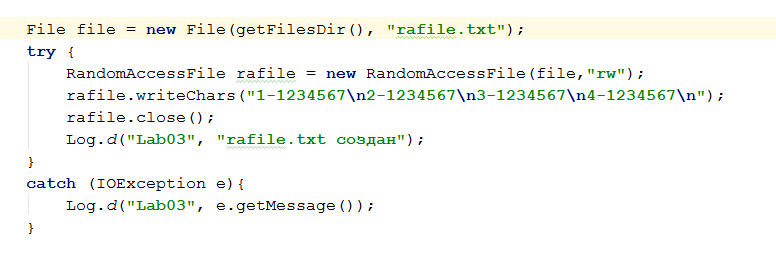 File file = new File(getFilesDir(), "rafile.txt");
try {
    RandomAccessFile rafile = new RandomAccessFile(file,"rw");
    rafile.writeChars("1-1234567\n2-1234567\n3-1234567\n4-1234567\n");
    rafile.close();
    Log.d("Lab03", "rafile.txt создан");
}
catch (IOException e){
    Log.d("Lab03", e.getMessage());
}